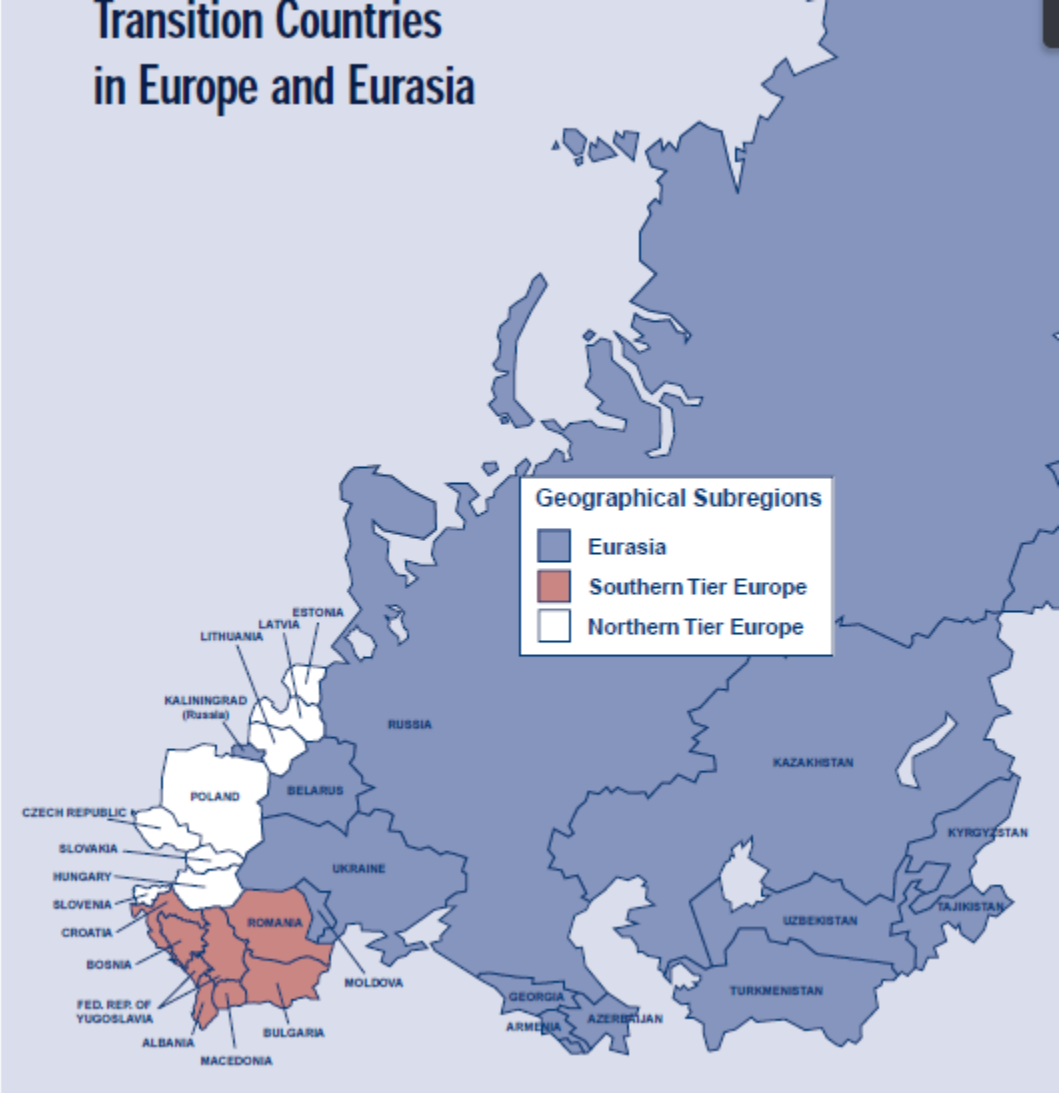 Transition Countries
in Europe and Eurasia
Geographical Subregions
Eurasia
Southern Tier Europe
Northern Tier Europe
ESTONIA
LATVIA
LITHUANIA
KALININGRAD
(Russia)
RUSSIA
KAZAKHSTAN
POLAND
BELARUS
CZECH REPUBLIC
KYRGYZSTAN
SLOVAKIA
UKRAINE
HUNGARY
SLOVENIA
TAJIKISTAN
ROMANIA
UZBEKISTAN
CROATIA
BOSNIA
MOLDOVA
TURKMENISTAN
GEORGIA
FED. REP. OF
YUGOSLAVIA
AZERBAIJAN
ARMENIA
BULGARIA
ALBANIA
MACEDONIA